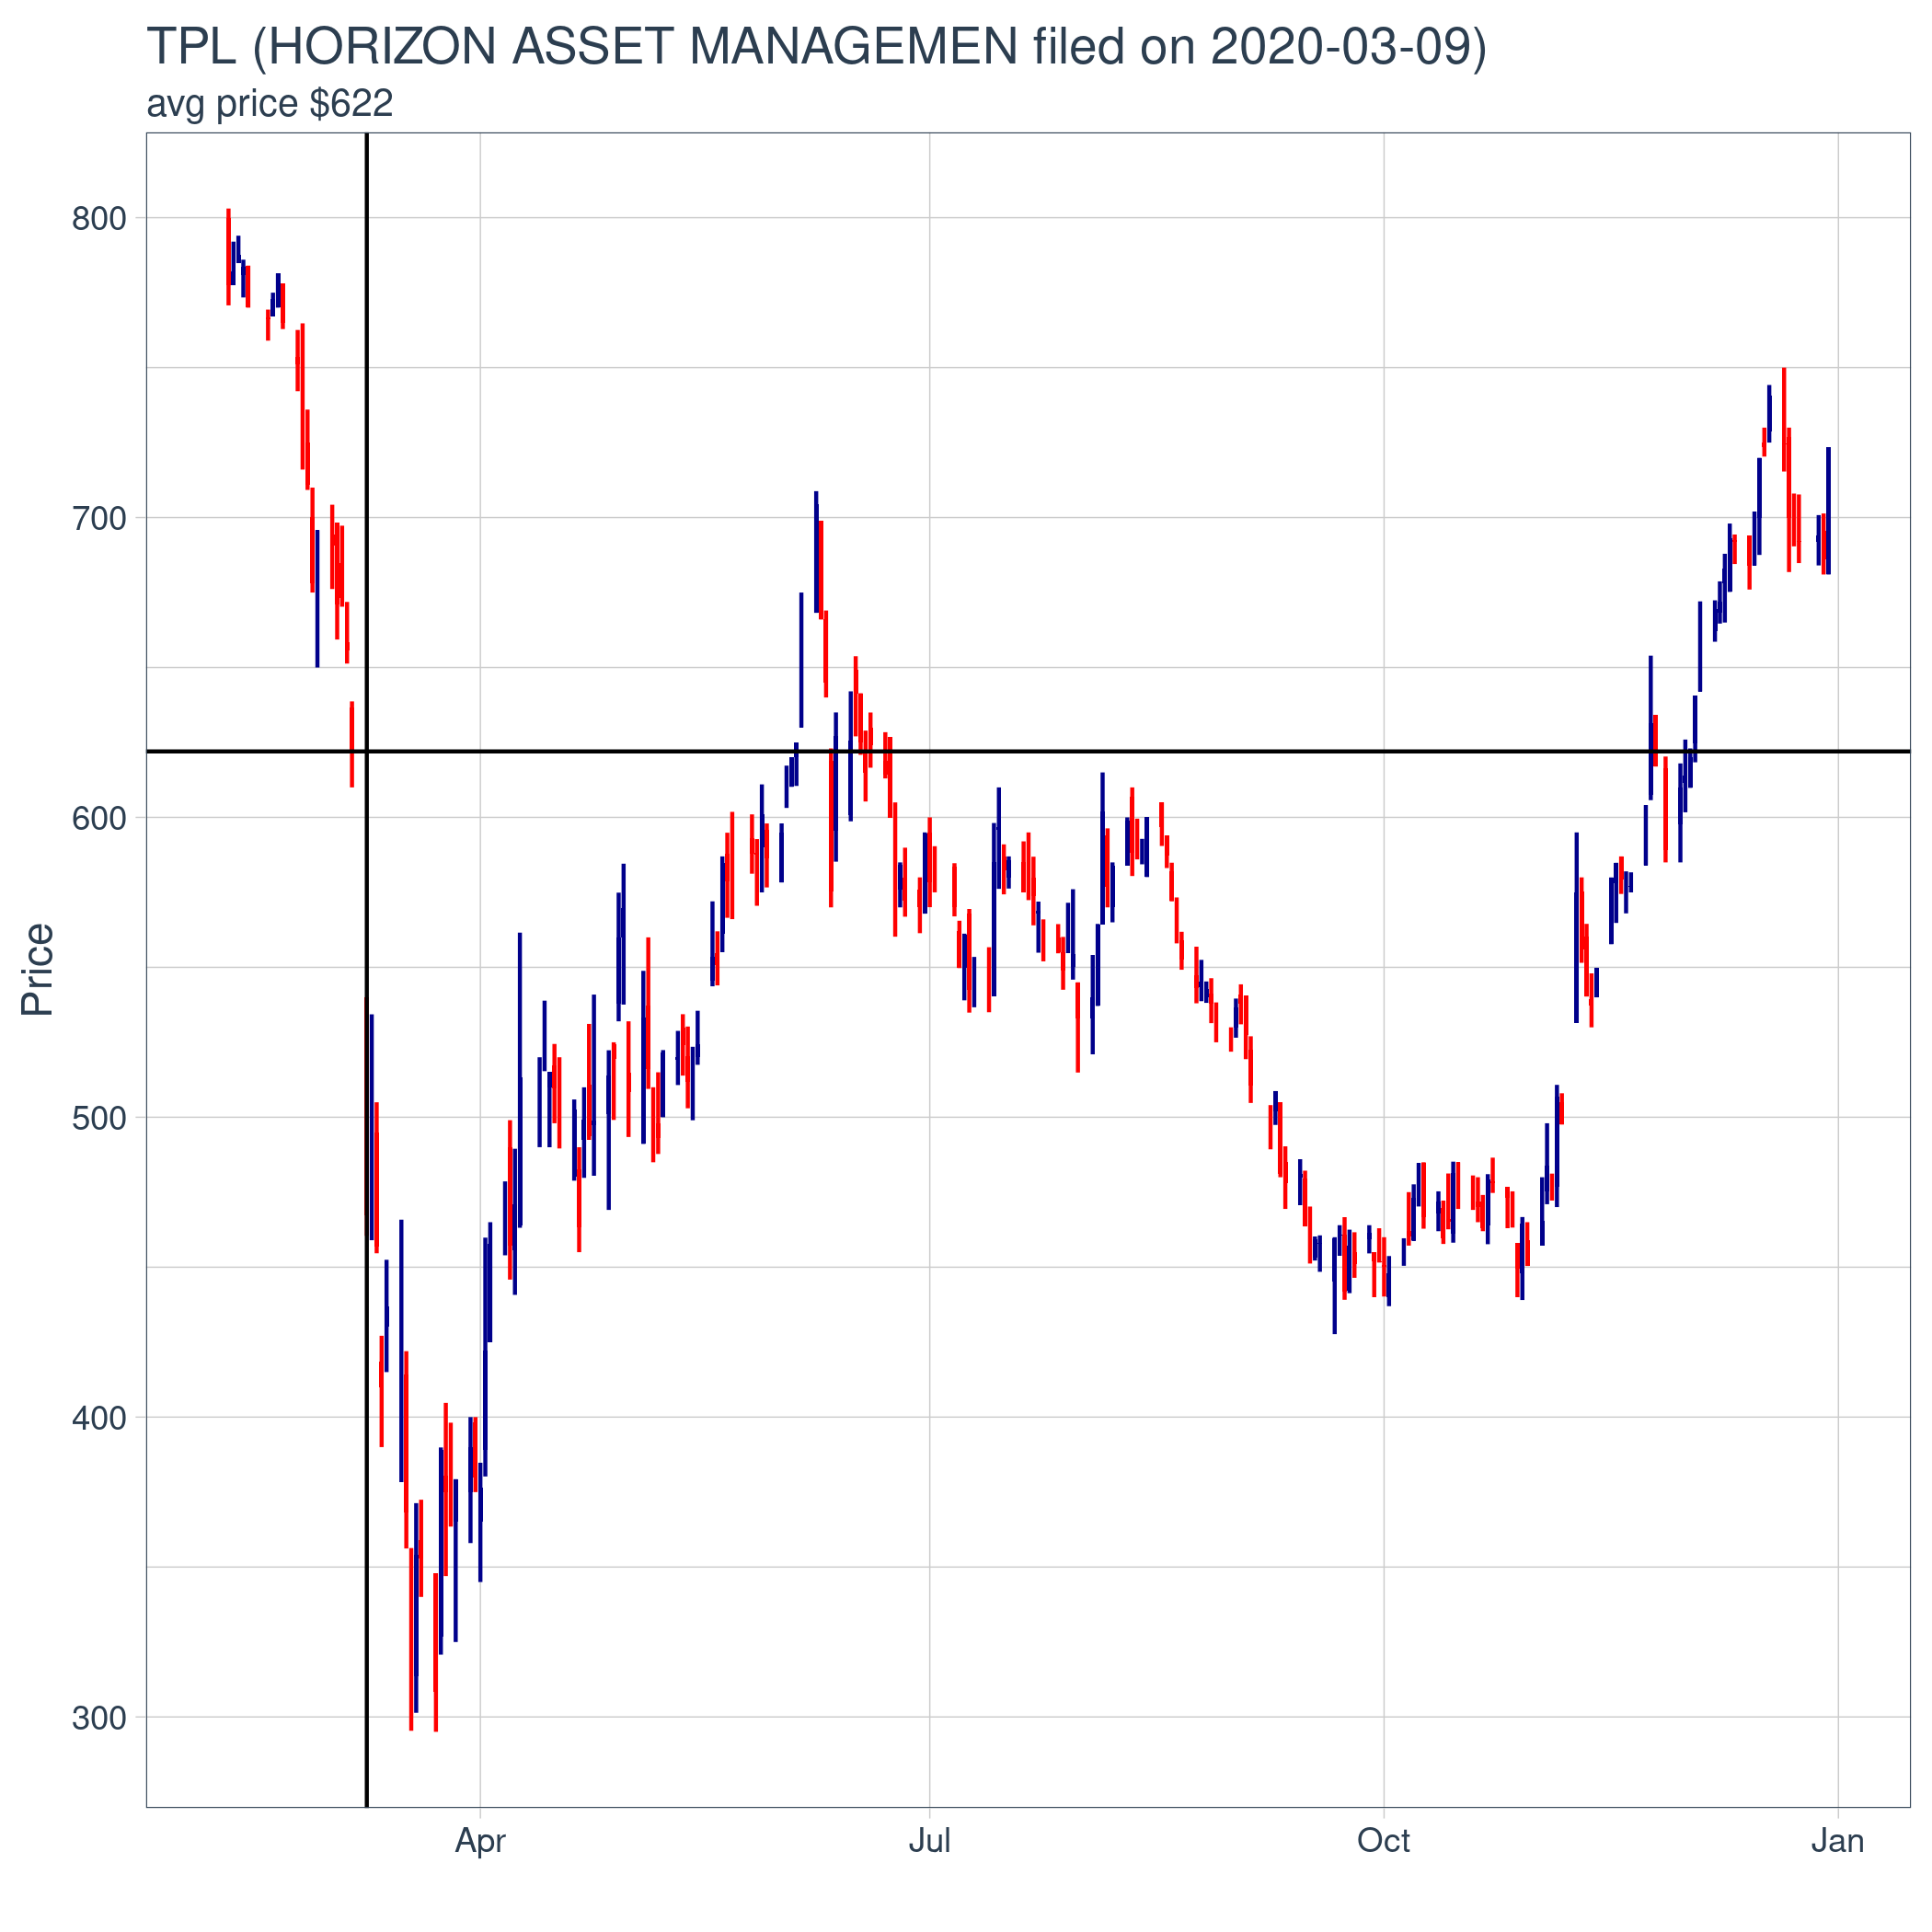 TPL (HORIZON ASSET MANAGEMEN filed on 2020-03-09)
avg price $622
800
700
600
500
400
300
Price
Apr Jul Oct Jan